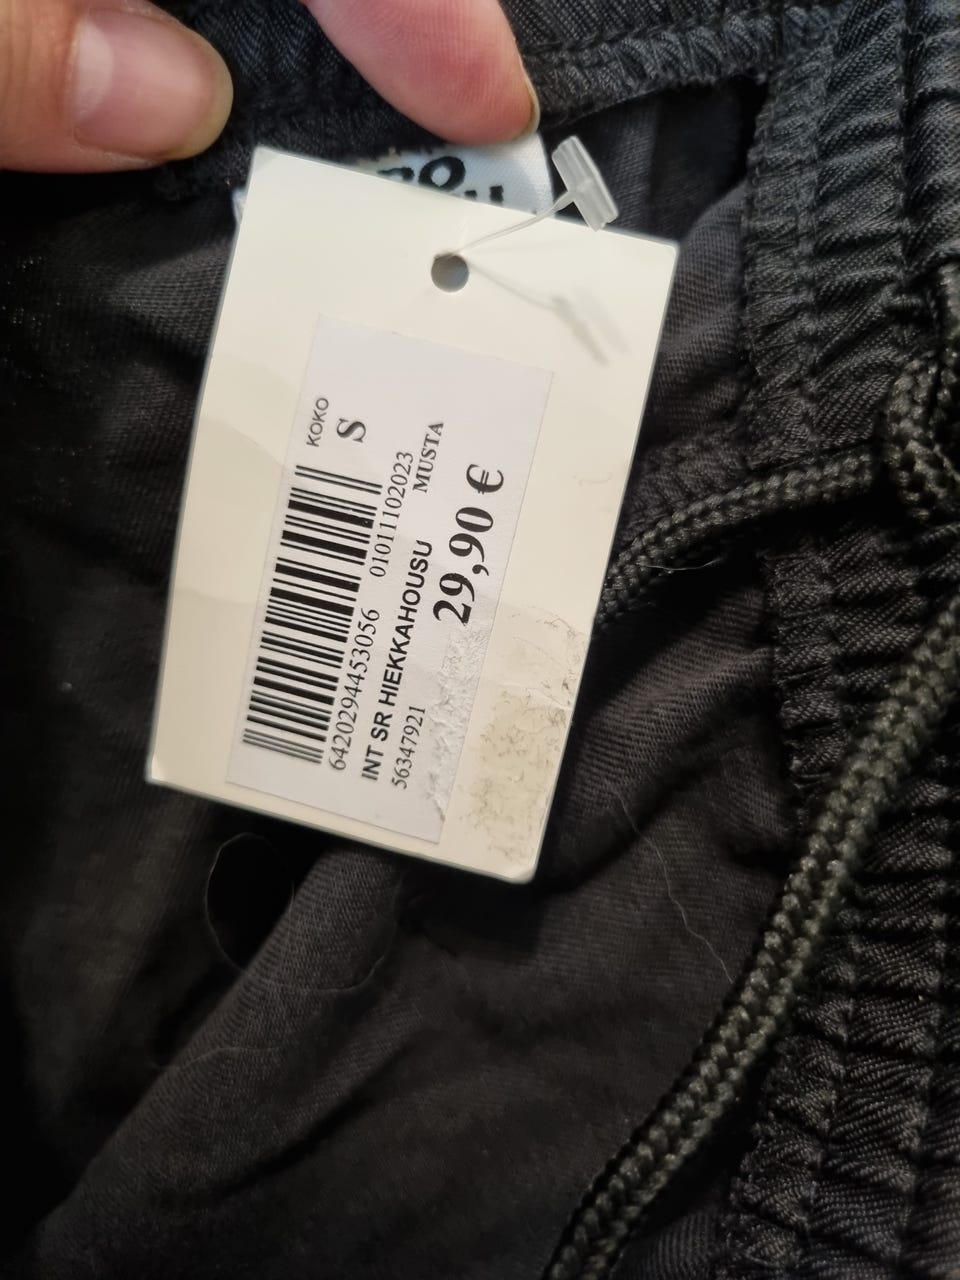 KOKO
S
6420294453056 01011102023
INT SR HIEKKAHOUSU
56347921 MUSTA
29,90 €